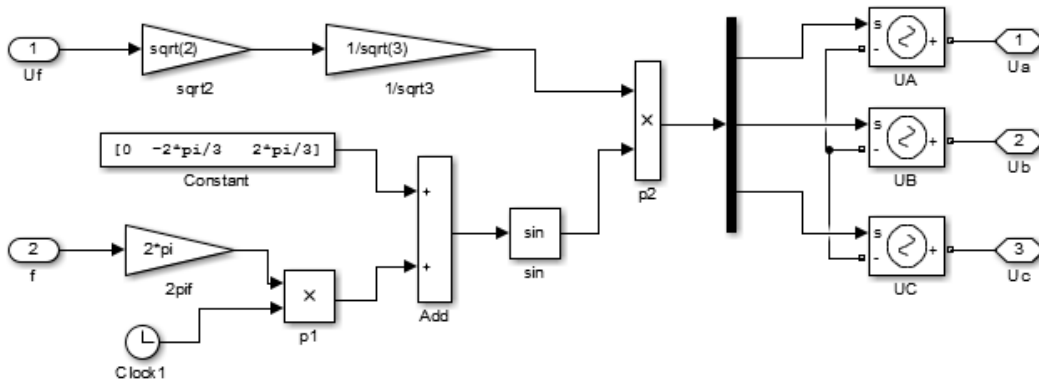 1
Uf
sqrt(2)
sqrt2
1/sqrt(3)
1/sqrt3
[0 -2*pi/3 2*pi/3]
Constant
2
f
2*pi
2pif
Clock1
×
p1
+
+
Add
sin
sin
×
p2
s
-
+
UA
1
Ua
s
-
+
UB
2
Ub
s
-
+
UC
3
Uc